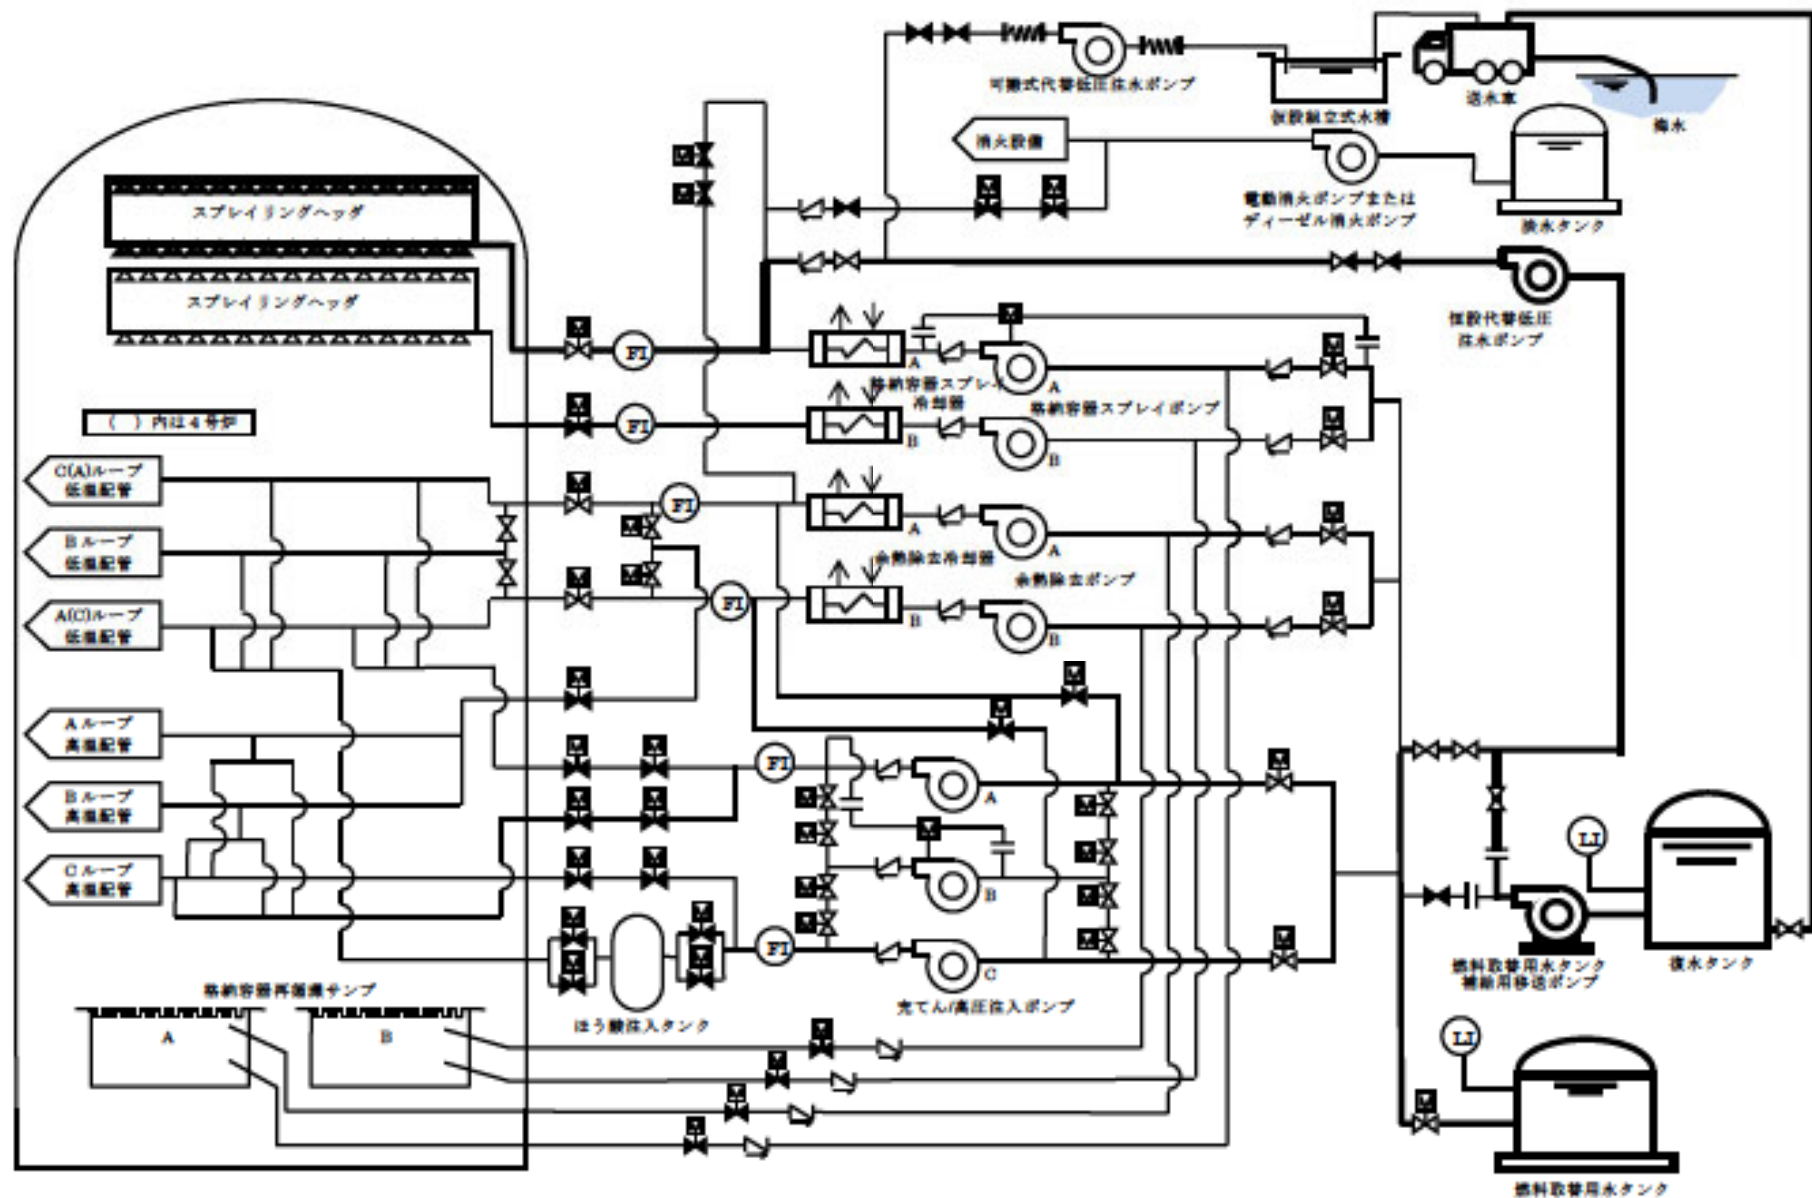 可搬式代替低圧注水ポンプ
仮設組立式水槽
送水車
海水
消火設備
電動消火ポンプまたは
ディーゼル消火ポンプ
淡水タンク
スプレイリングヘッダ
スプレイリングヘッダ
恒設代替低圧
注水ポンプ
M
M
M
M
M
FI
A
格納容器スプレイ
冷却器
A
格納容器スプレイポンプ
M
M
( )内は4号炉
M
FI
B
B
M
C(A)ループ
低温配管
M
FI
M
A
A
M
余熱除去冷却器
余熱除去ポンプ
Bループ
低温配管
M
M
FI
B
B
M
A(C)ループ
低温配管
M
M
M
Aループ
高温配管
M
M
FI
A
M
M
M
Bループ
高温配管
M
M
M
M
M
LI
Cループ
高温配管
M
M
M
B
M
M
M
M
M
FI
M
M
M
C
M
燃料取替用水タンク
補給用移送ポンプ
復水タンク
格納容器再循環サンプ
ほう酸注入タンク
充てん/高圧注入ポンプ
A
B
M
M
M
M
LI
M
燃料取替用水タンク